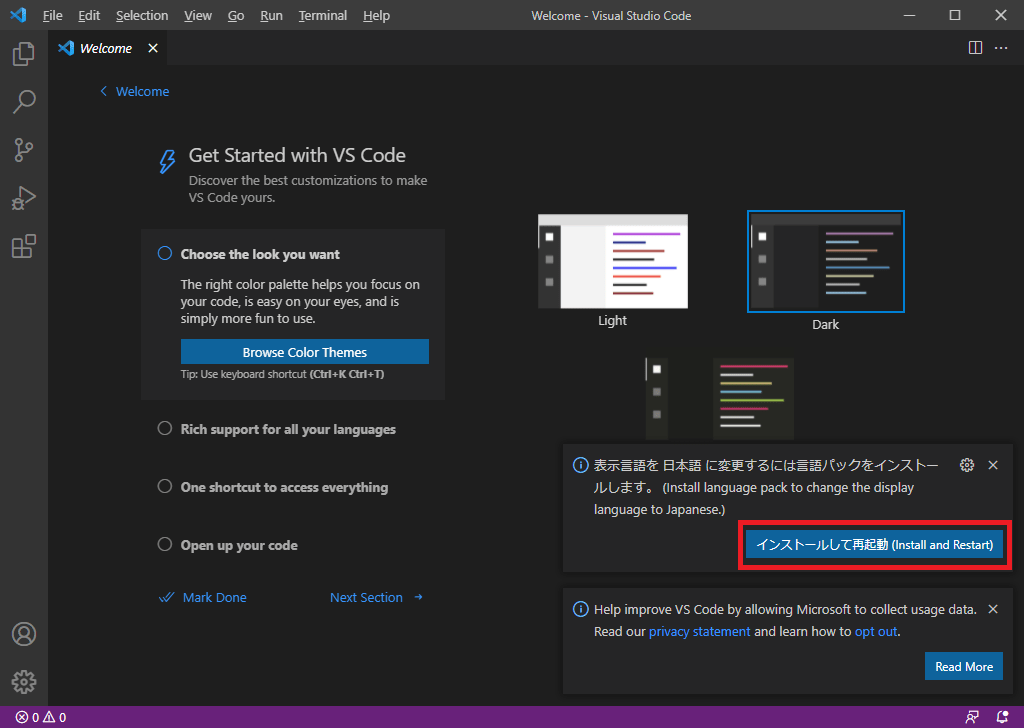 File Edit Selection View Go Run Terminal Help Welcome - Visual Studio Code
Welcome
Welcome
Get Started with VS Code
Discover the best customizations to make
VS Code yours.
Choose the look you want
The right color palette helps you focus on
your code, is easy on your eyes, and is
simply more fun to use.
Browse Color Themes
Tip: Use keyboard shortcut (Ctrl+K Ctrl+T)
Rich support for all your languages
One shortcut to access everything
Open up your code
Mark Done Next Section
Light
Dark
表示言語を 日本語 に変更するには言語パックをインストー
ルします。 (Install language pack to change the display
language to Japanese.)
インストールして再起動 (Install and Restart)
Help improve VS Code by allowing Microsoft to collect usage data.
Read our privacy statement and learn how to opt out.
Read More
0 0